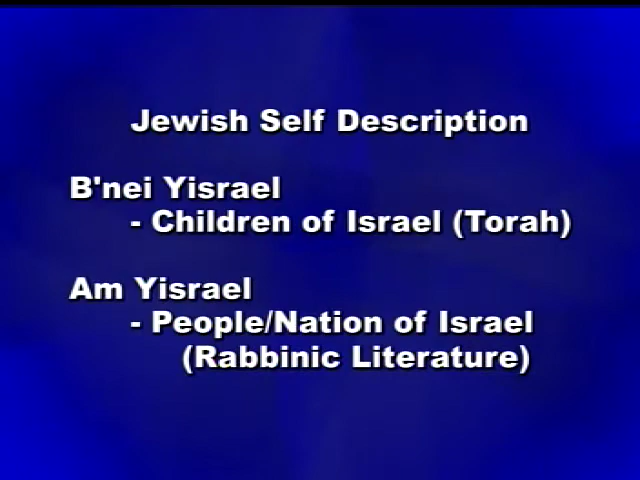 Jewish Self Description
B'nei Yisrael
- Children of Israel (Torah)
Am Yisrael
- People/Nation of Israel
(Rabbinic Literature)